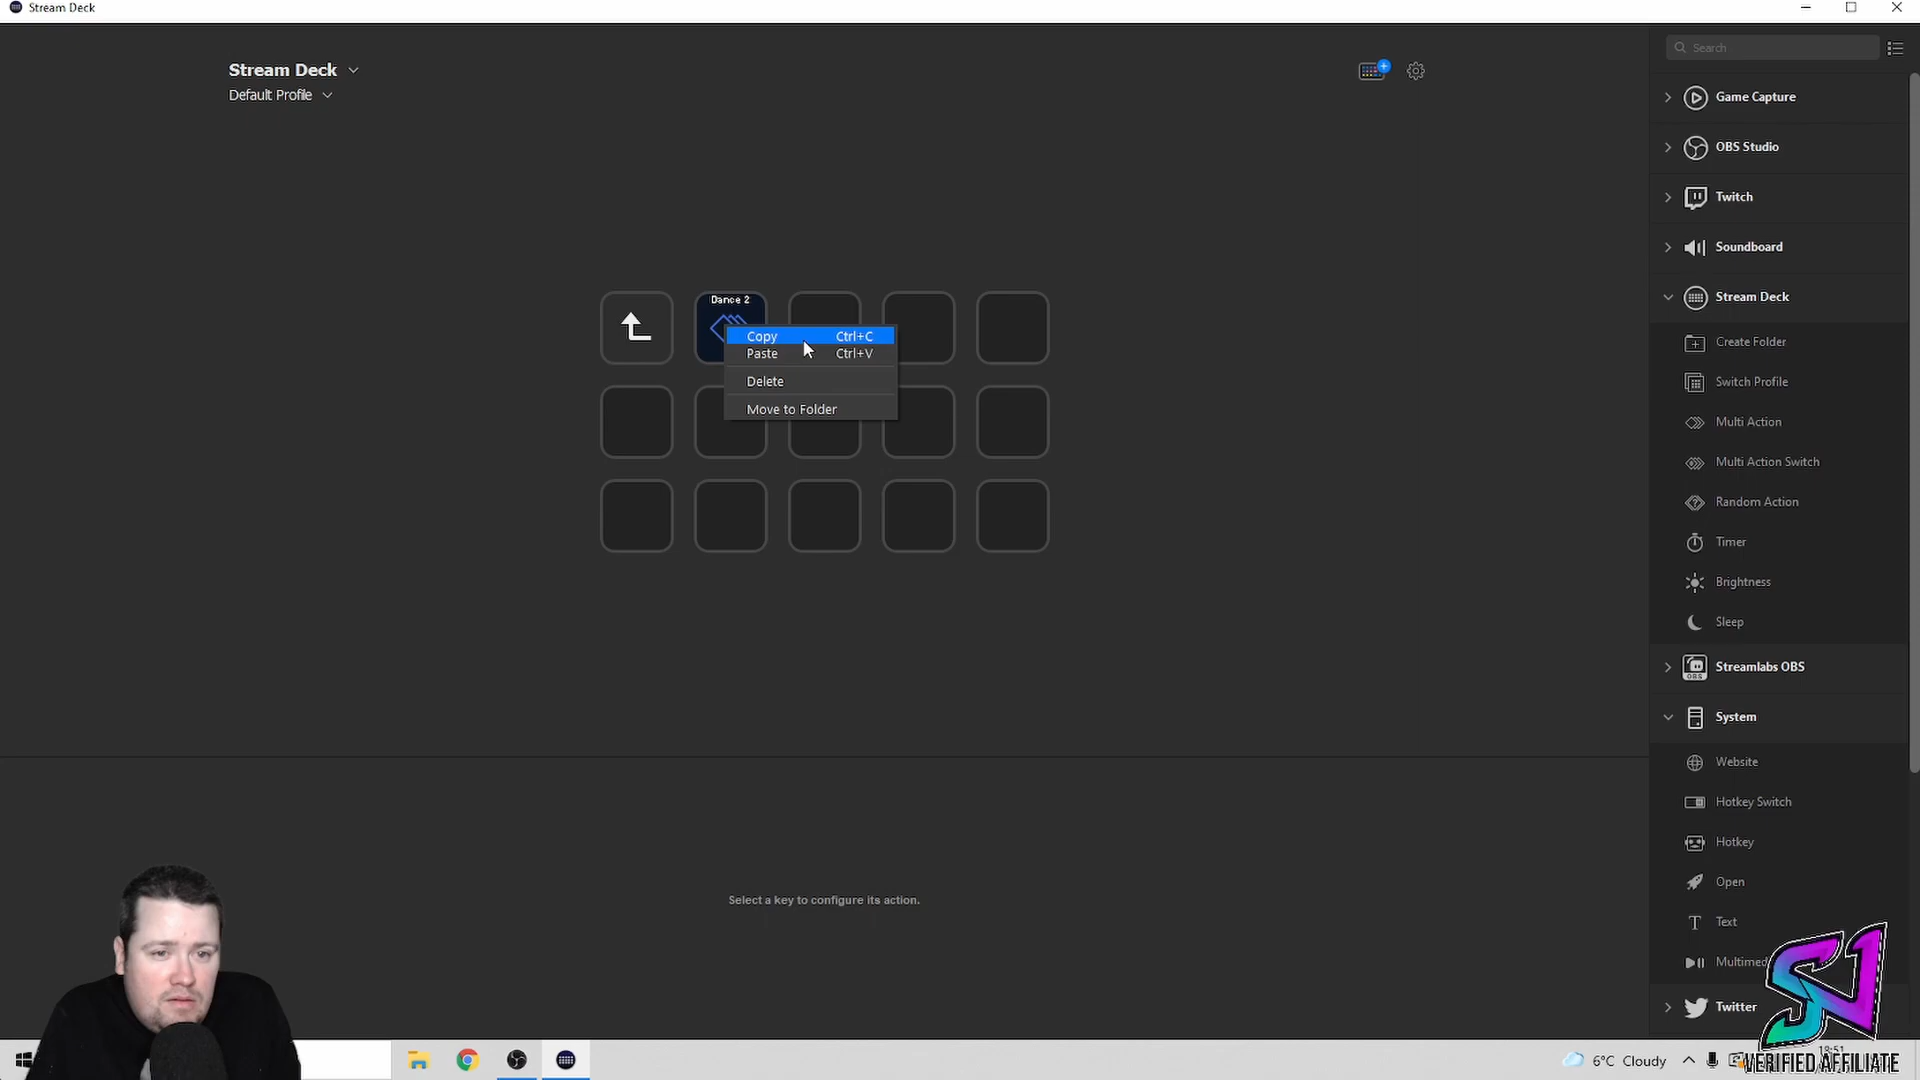 Stream Deck
Search
Stream Deck
Default Profile
Game Capture
OBS Studio
Twitch
Soundboard
Stream Deck
Create Folder
Switch Profile
Multi Action
Multi Action Switch
Random Action
Timer
Brightness
Sleep
Streamlabs OBS
System
Website
Hotkey Switch
Hotkey
Open
Text
Multimed
Twitter
Dance 2
Copy Ctrl+C
Paste Ctrl+V
Delete
Move to Folder
Select a key to configure its action.
6°C Cloudy
VERIFIED AFFILIATE